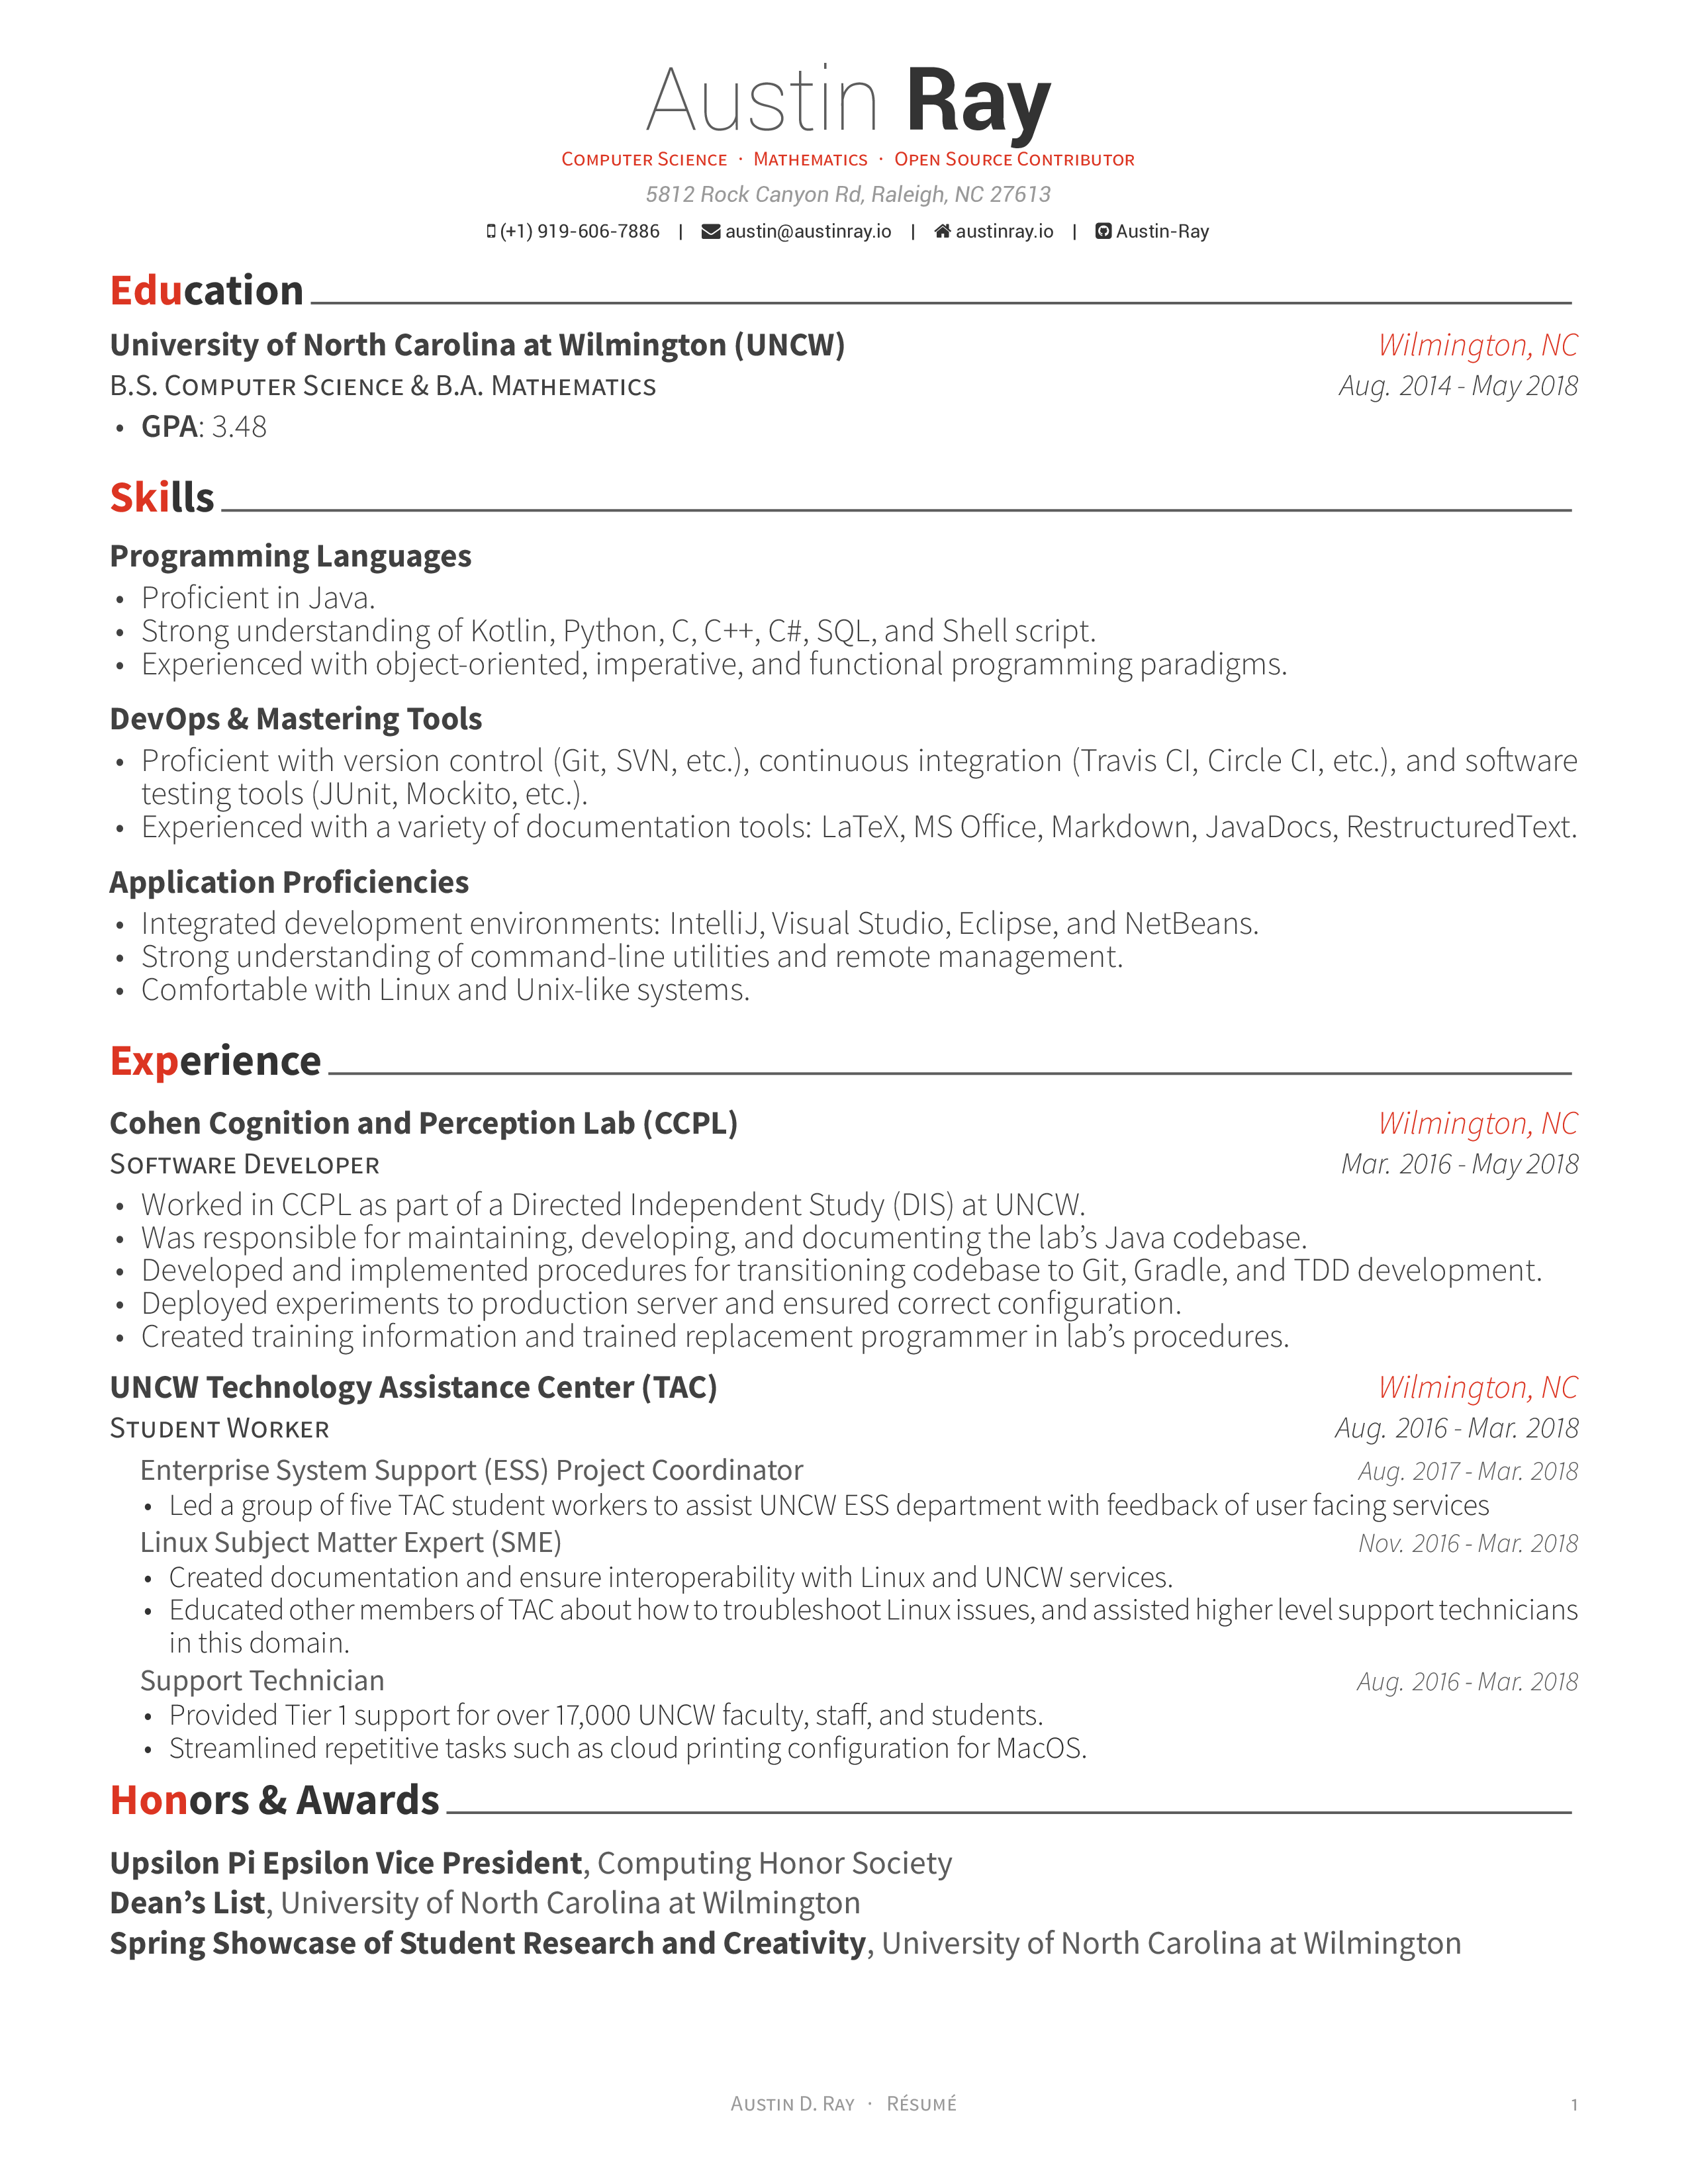 Austin Ray
Computer Science · Mathematics · Open Source Contributor
5812 Rock Canyon Rd, Raleigh, NC 27613
(+1) 919-606-7886 | austin@austinray.io | austinray.io | Austin-Ray
Education
University of North Carolina at Wilmington (UNCW) Wilmington, NC
B.S. Computer Science & B.A. Mathematics Aug. 2014 - May 2018
• GPA: 3.48
Skills
Programming Languages
• Proficient in Java.
• Strong understanding of Kotlin, Python, C, C++, C#, SQL, and Shell script.
• Experienced with object-oriented, imperative, and functional programming paradigms.
DevOps & Mastering Tools
• Proficient with version control (Git, SVN, etc.), continuous integration (Travis CI, Circle CI, etc.), and software
testing tools (JUnit, Mockito, etc.).
• Experienced with a variety of documentation tools: LaTeX, MS Office, Markdown, JavaDocs, RestructuredText.
Application Proficiencies
• Integrated development environments: IntelliJ, Visual Studio, Eclipse, and NetBeans.
• Strong understanding of command-line utilities and remote management.
• Comfortable with Linux and Unix-like systems.
Experience
Cohen Cognition and Perception Lab (CCPL) Wilmington, NC
Software Developer Mar. 2016 - May 2018
• Worked in CCPL as part of a Directed Independent Study (DIS) at UNCW.
• Was responsible for maintaining, developing, and documenting the lab's Java codebase.
• Developed and implemented procedures for transitioning codebase to Git, Gradle, and TDD development.
• Deployed experiments to production server and ensured correct configuration.
• Created training information and trained replacement programmer in lab's procedures.
UNCW Technology Assistance Center (TAC) Wilmington, NC
Student Worker Aug. 2016 - Mar. 2018
Enterprise System Support (ESS) Project Coordinator Aug. 2017 - Mar. 2018
• Led a group of five TAC student workers to assist UNCW ESS department with feedback of user facing services
Linux Subject Matter Expert (SME) Nov. 2016 - Mar. 2018
• Created documentation and ensure interoperability with Linux and UNCW services.
• Educated other members of TAC about how to troubleshoot Linux issues, and assisted higher level support technicians
in this domain.
Support Technician Aug. 2016 - Mar. 2018
• Provided Tier 1 support for over 17,000 UNCW faculty, staff, and students.
• Streamlined repetitive tasks such as cloud printing configuration for MacOS.
Honors & Awards
Upsilon Pi Epsilon Vice President, Computing Honor Society
Dean's List, University of North Carolina at Wilmington
Spring Showcase of Student Research and Creativity, University of North Carolina at Wilmington
Austin D. Ray · Résumé 1